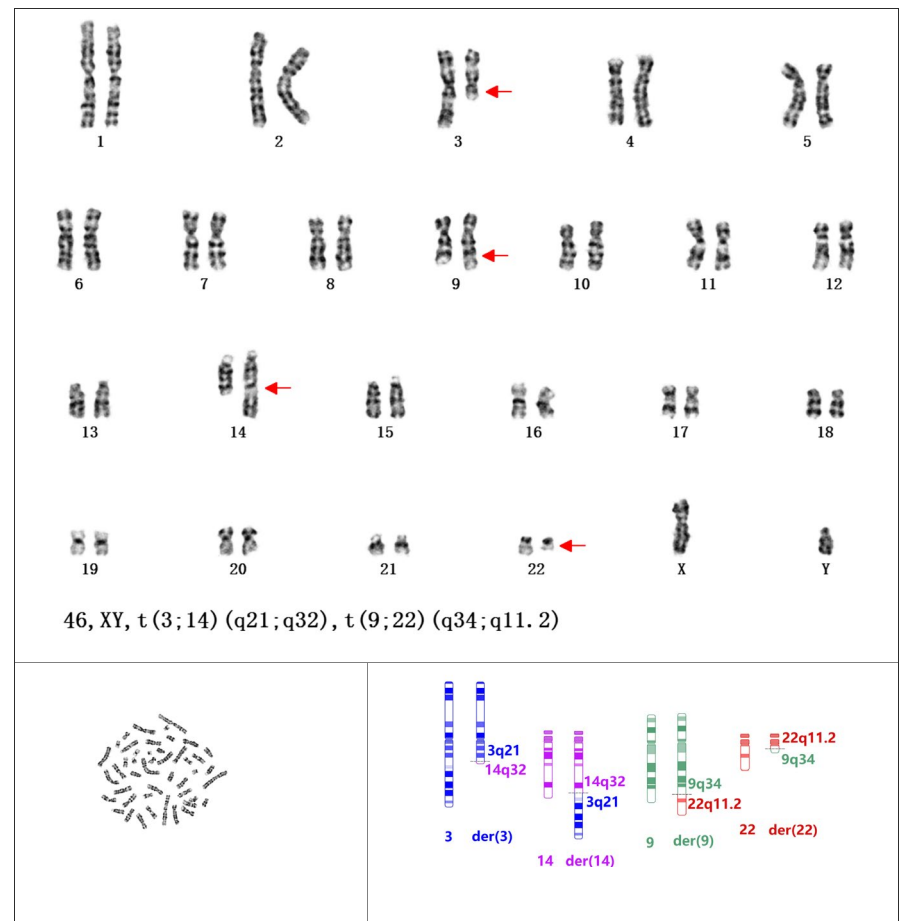 1 2 3 4 5
6 7 8 9 10 11 12
13 14 15 16 17 18
19 20 21 22 X Y
46,XY,t(3;14)(q21;q32),t(9;22)(q34;q11.2)
3q21
14q32
3 der(3)
14q32
3q21
14 der(14)
9q34
22q11.2
9 der(9)
22q11.2
9q34
22 der(22)